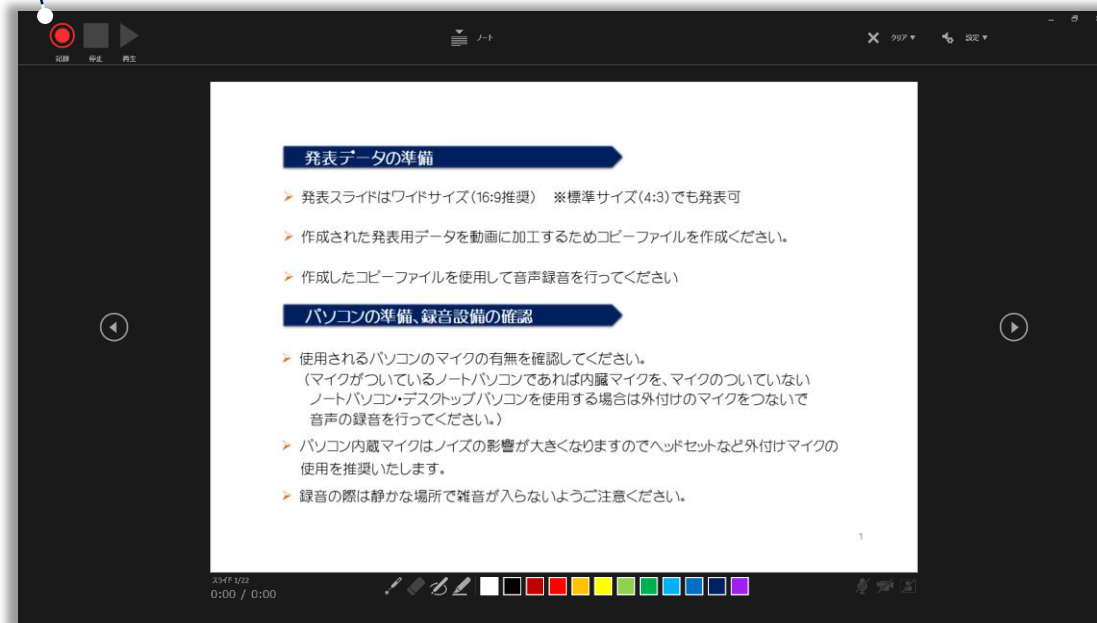 ノート
クリア
設定
記録 停止 再生
発表データの準備
➢ 発表スライドはワイドサイズ(16:9推奨) ※標準サイズ(4:3)でも発表可
➢ 作成された発表用データを動画に加工するためコピーファイルを作成ください。
➢ 作成したコピーファイルを使用して音声録音を行ってください
パソコンの準備、録音設備の確認
➢ 使用されるパソコンのマイクの有無を確認してください。
(マイクがついているノートパソコンであれば内臓マイクを、マイクのついていない
ノートパソコン・デスクトップパソコンを使用する場合は外付けのマイクをつないで
音声の録音を行ってください。)
➢ パソコン内蔵マイクはノイズの影響が大きくなりますのでヘッドセットなど外付けマイクの
使用を推奨いたします。
➢ 録音の際は静かな場所で雑音が入らないようご注意ください。
1
スライド 1/22
0:00 / 0:00